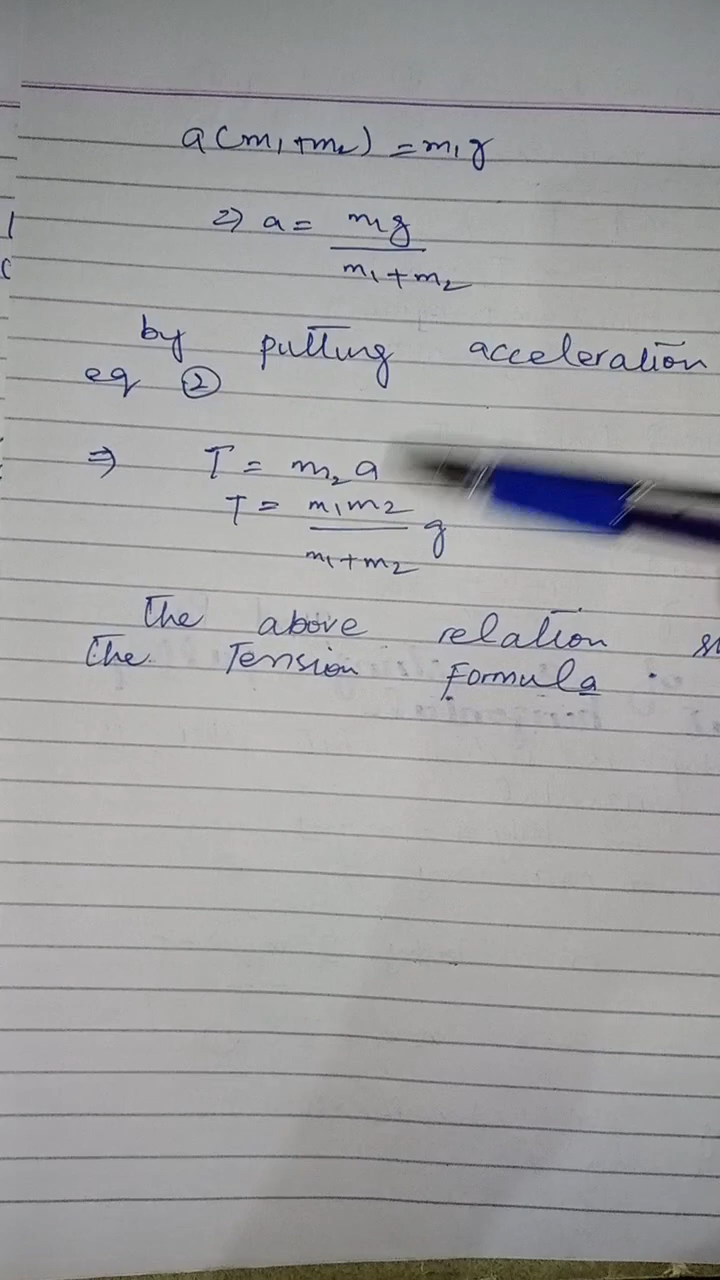 a(m1+m2) = m1g
=> a = mg / m1+m2
by putting acceleration
eq ②
⇒ T = m2a
T = m1m2 / m1+m2 g
The above relation
the Tension Formula.